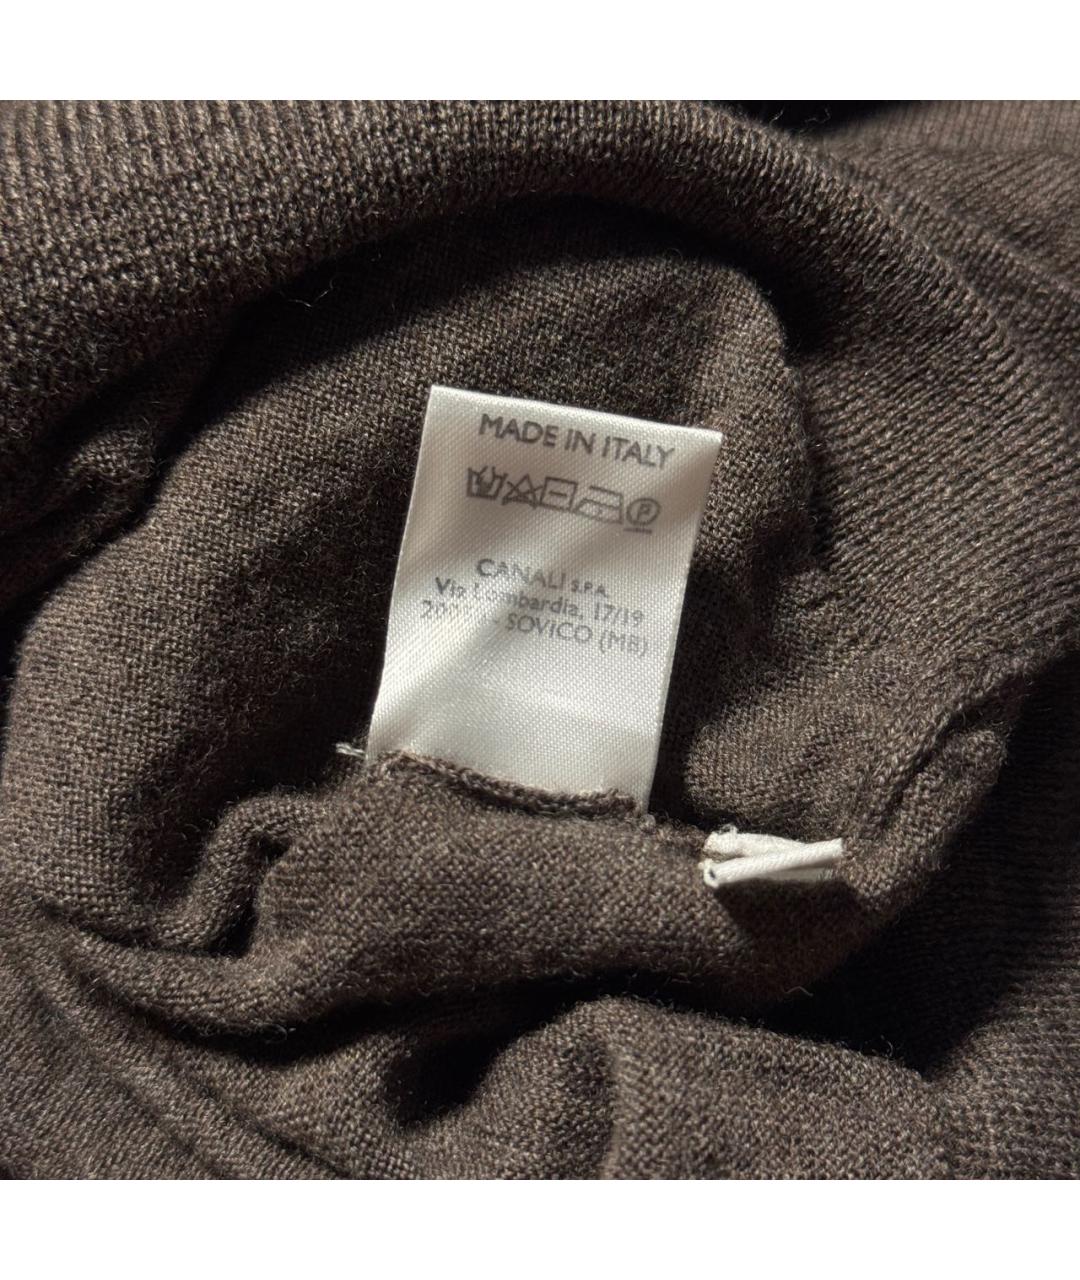 MADE IN ITALY
P
CANALI S.P.A.
Via Lombardia, 17/19
- SOVICO (MB)